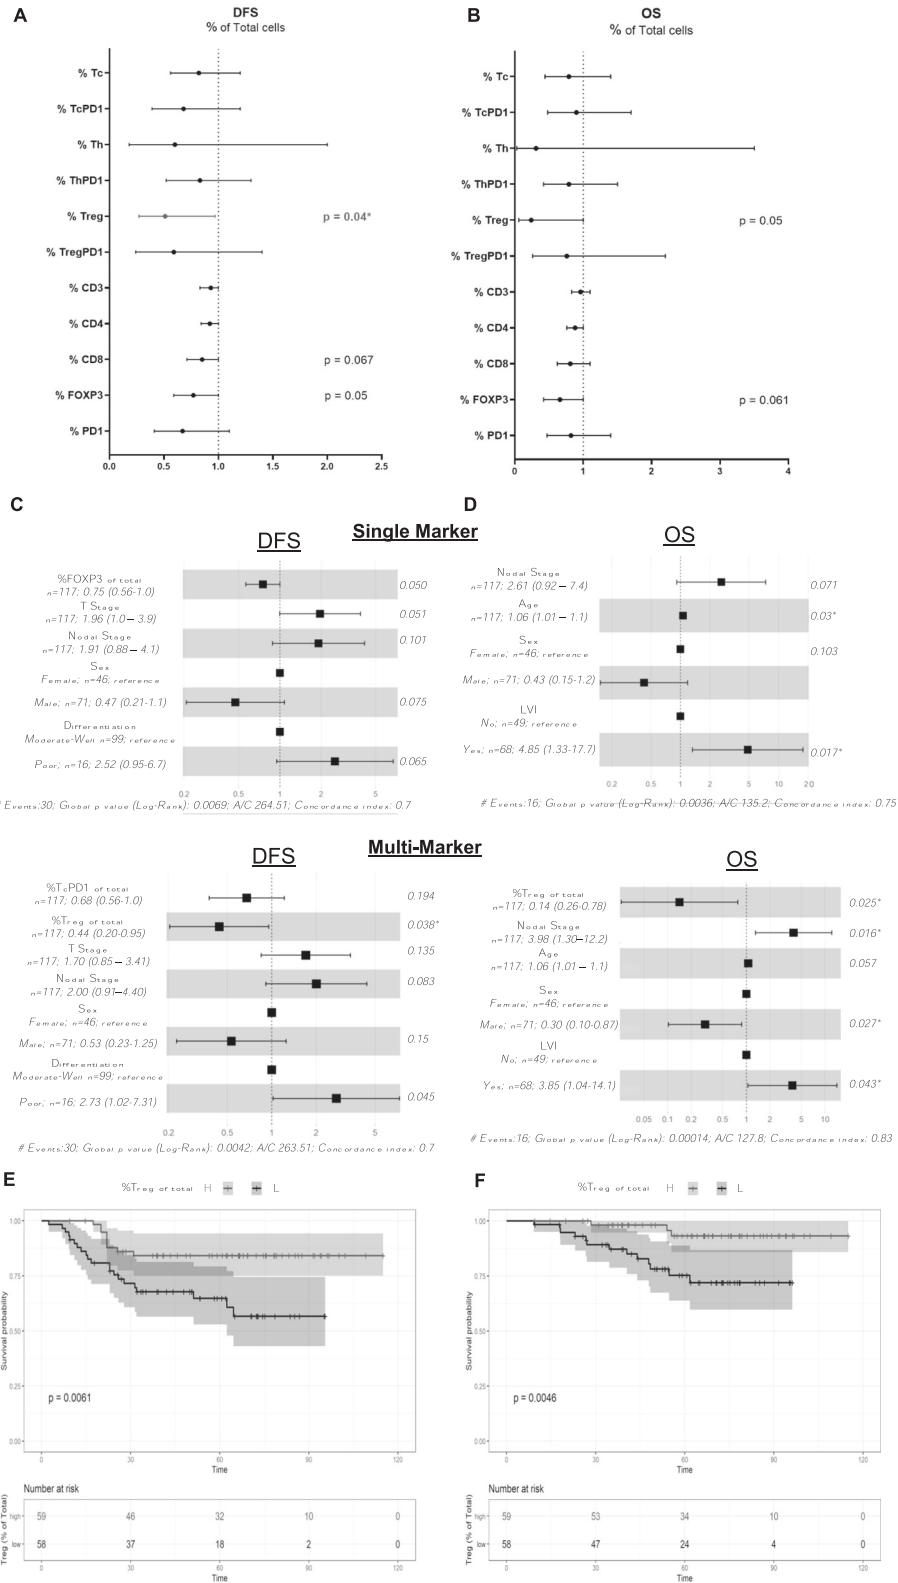 A
DFS
% of Total cells
% Tc
% TcPD1
% Th
% ThPD1
% Treg
p = 0.04*
% TregPD1
% CD3
% CD4
% CD8
p = 0.067
% FOXP3
p = 0.05
% PD1
0.0 0.5 1.0 1.5 2.0 2.5
B
OS
% of Total cells
% Tc
% TcPD1
% Th
% ThPD1
% Treg
p = 0.05
% TregPD1
% CD3
% CD4
% CD8
% FOXP3
p = 0.061
% PD1
0 1 2 3 4
C
Single Marker
DFS
%FOXP3 of total
n=117; 0.75 (0.56-1.0)
0.050
T Stage
n=117; 1.96 (1.0–3.9)
0.051
Nodal Stage
n=117; 1.91 (0.88–4.1)
0.101
Sex
Female; n=46; reference
Male; n=71; 0.47 (0.21-1.1)
0.075
Differentiation
Moderate-Well n=99; reference
Poor; n=16; 2.52 (0.95-6.7)
0.065
0.2 0.5 1 2 5
# Events:30; Global p value (Log-Rank): 0.0069; A/C 264.51; Concordance index: 0.7
D
OS
Nodal Stage
n=117; 2.61 (0.92–7.4)
0.071
Age
n=117; 1.06 (1.01–1.1)
0.03*
Sex
Female; n=46; reference
0.103
Male; n=71; 0.43 (0.15-1.2)
LVI
No; n=49; reference
Yes; n=68; 4.85 (1.33-17.7)
0.017*
0.2 0.5 1 2 5 10 20
# Events:16; Global p value (Log-Rank): 0.0036; A/C 135.2; Concordance index: 0.75
Multi-Marker
DFS
%TcPD1 of total
n=117; 0.68 (0.56-1.0)
0.194
%Treg of total
n=117; 0.44 (0.20-0.95)
0.038*
T Stage
n=117; 1.70 (0.85–3.41)
0.135
Nodal Stage
n=117; 2.00 (0.91–4.40)
0.083
Sex
Female; n=46; reference
Male; n=71; 0.53 (0.23-1.25)
0.15
Differentiation
Moderate-Well n=99; reference
Poor; n=16; 2.73 (1.02-7.31)
0.045
0.2 0.5 1 2 5
# Events:30; Global p value (Log-Rank): 0.0042; A/C 263.51; Concordance index: 0.7
OS
%Treg of total
n=117; 0.14 (0.26-0.78)
0.025*
Nodal Stage
n=117; 3.98 (1.30–12.2)
0.016*
Age
n=117; 1.06 (1.01–1.1)
0.057
Sex
Female; n=46; reference
Male; n=71; 0.30 (0.10-0.87)
0.027*
LVI
No; n=49; reference
Yes; n=68; 3.85 (1.04-14.1)
0.043*
0.05 0.1 0.2 0.5 1 2 5 10
# Events:16; Global p value (Log-Rank): 0.00014; A/C 127.8; Concordance index: 0.83
E
%Treg of total H L
1.00
0.75
0.50
0.25
0.00
Survival probability
p = 0.0061
0 30 60 90 120
Time
Number at risk
Treg (% of Total)
high 59 46 32 10 0
low 58 37 18 2 0
0 30 60 90 120
Time
F
%Treg of total H L
1.00
0.75
0.50
0.25
0.00
Survival probability
p = 0.0046
0 30 60 90 120
Time
Number at risk
Treg (% of Total)
high 59 53 34 10 0
low 58 47 24 4 0
0 30 60 90 120
Time